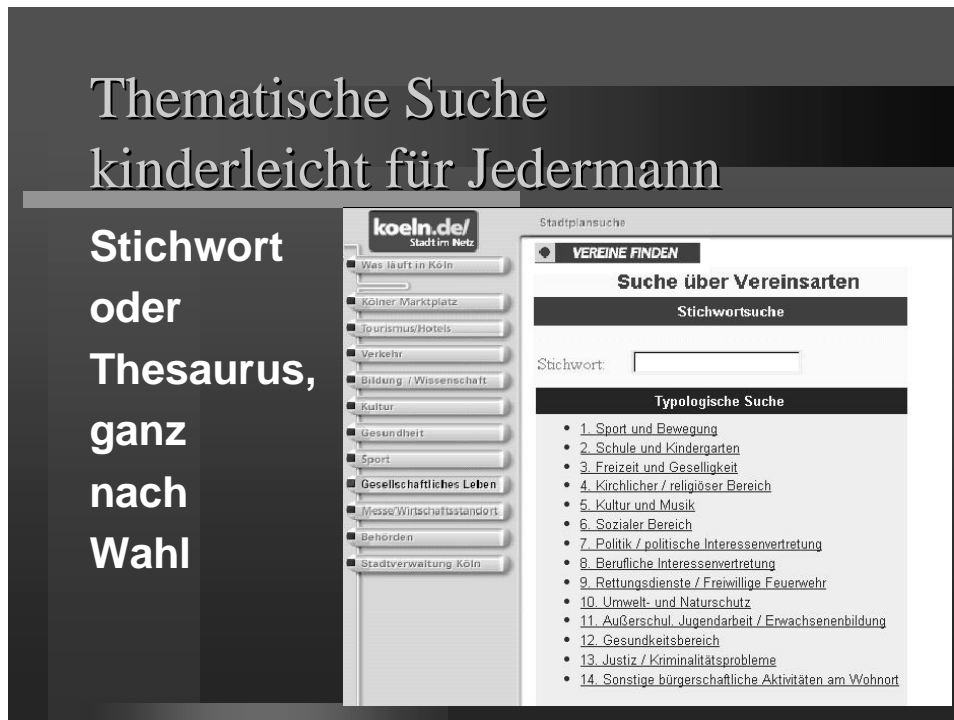 Thematische Suche
kinderleicht für Jedermann
Stichwort
oder
Thesaurus,
ganz
nach
Wahl
koeln.de/
Stadt im Netz
Was läuft in Köln
Kölner Marktplatz
Tourismus/Hotels
Verkehr
Bildung / Wissenschaft
Kultur
Gesundheit
Sport
Gesellschaftliches Leben
Messe/Wirtschaftsstandort
Behörden
Stadtverwaltung Köln
Stadtplansuche
VEREINE FINDEN
Suche über Vereinsarten
Stichwortsuche
Stichwort:
Typologische Suche
• 1. Sport und Bewegung
• 2. Schule und Kindergarten
• 3. Freizeit und Geselligkeit
• 4. Kirchlicher / religiöser Bereich
• 5. Kultur und Musik
• 6. Sozialer Bereich
• 7. Politik / politische Interessenvertretung
• 8. Berufliche Interessenvertretung
• 9. Rettungsdienste / Freiwillige Feuerwehr
• 10. Umwelt- und Naturschutz
• 11. Außerschul. Jugendarbeit / Erwachsenenbildung
• 12. Gesundkeitsbereich
• 13. Justiz / Kriminalitätsprobleme
• 14. Sonstige bürgerschaftliche Aktivitäten am Wohnort